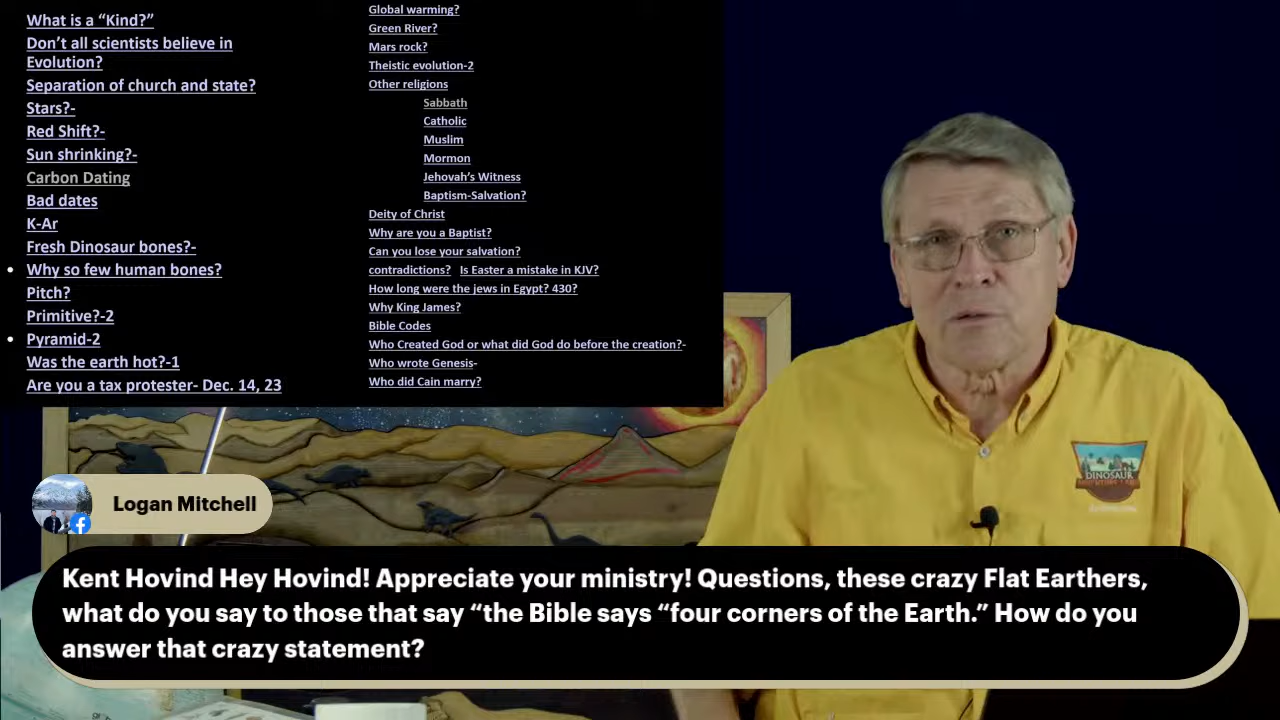 What is a “Kind?”
Don’t all scientists believe in
Evolution?
Separation of church and state?
Stars?-
Red Shift?-
Sun shrinking?-
Carbon Dating
Bad dates
K-Ar
Fresh Dinosaur bones?-
• Why so few human bones?
Pitch?
Primitive?-2
• Pyramid-2
Was the earth hot?-1
Are you a tax protester- Dec. 14, 23
Global warming?
Green River?
Mars rock?
Theistic evolution-2
Other religions
Sabbath
Catholic
Muslim
Mormon
Jehovah’s Witness
Baptism-Salvation?
Deity of Christ
Why are you a Baptist?
Can you lose your salvation?
contradictions? Is Easter a mistake in KJV?
How long were the jews in Egypt? 430?
Why King James?
Bible Codes
Who Created God or what did God do before the creation?-
Who wrote Genesis-
Who did Cain marry?
DINOSAUR
ADVENTURE LAND
Logan Mitchell
Kent Hovind Hey Hovind! Appreciate your ministry! Questions, these crazy Flat Earthers,
what do you say to those that say “the Bible says “four corners of the Earth.” How do you
answer that crazy statement?